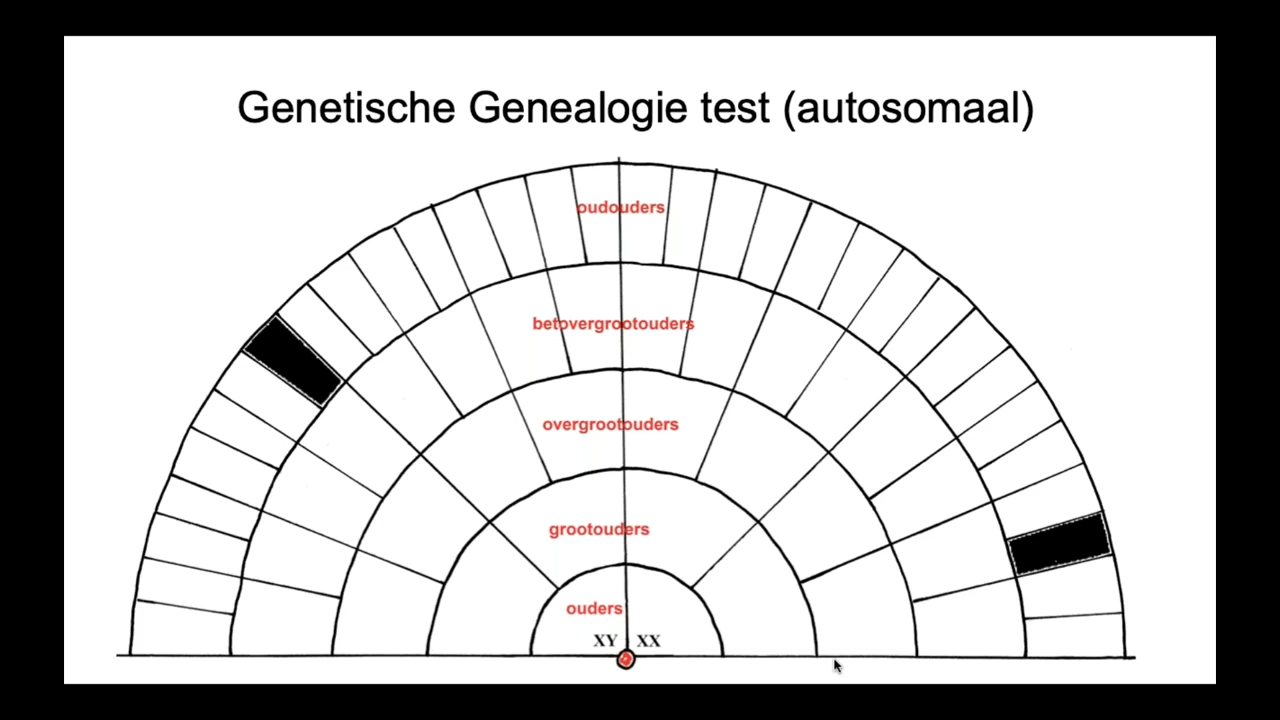 Genetische Genealogie test (autosomaal)
oudouders
betovergrootouders
overgrootouders
grootouders
ouders
XY XX